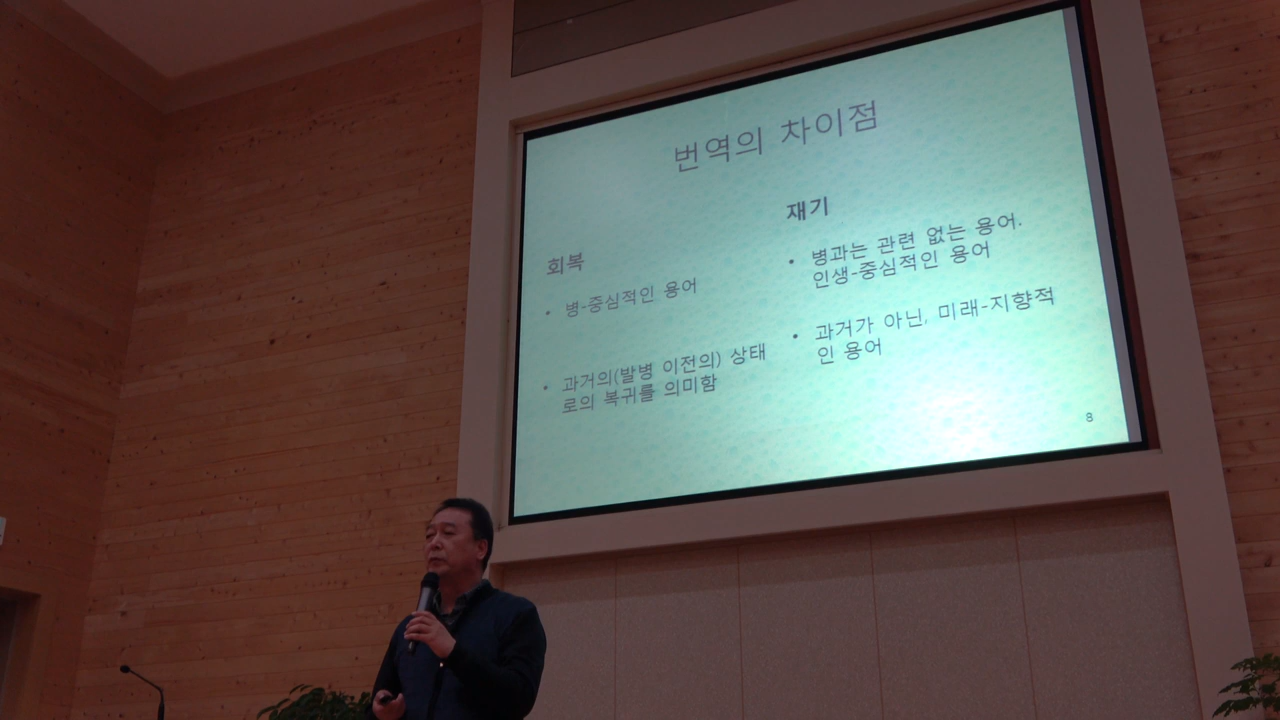 번역의 차이점
회복
• 병-중심적인 용어
• 과거의(발병 이전의) 상태
로의 복귀를 의미함
재기
• 병과는 관련 없는 용어.
인생-중심적인 용어
• 과거가 아닌, 미래-지향적
인 용어
8